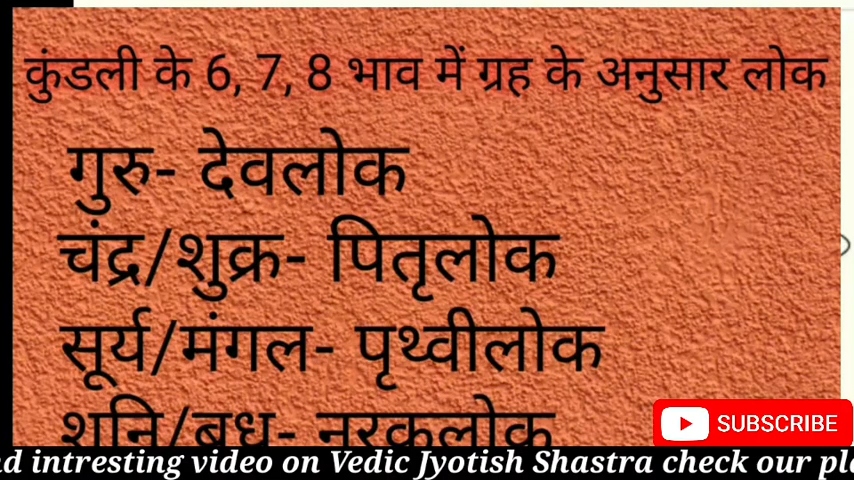 कुंडली के 6, 7, 8 भाव में ग्रह के अनुसार लोक
गुरु- देवलोक
चंद्र/शुक्र- पितृलोक
सूर्य/मंगल- पृथ्वीलोक
शनि/बुध- नरकलोक
SUBSCRIBE
intresting video on Vedic Jyotish Shastra check our